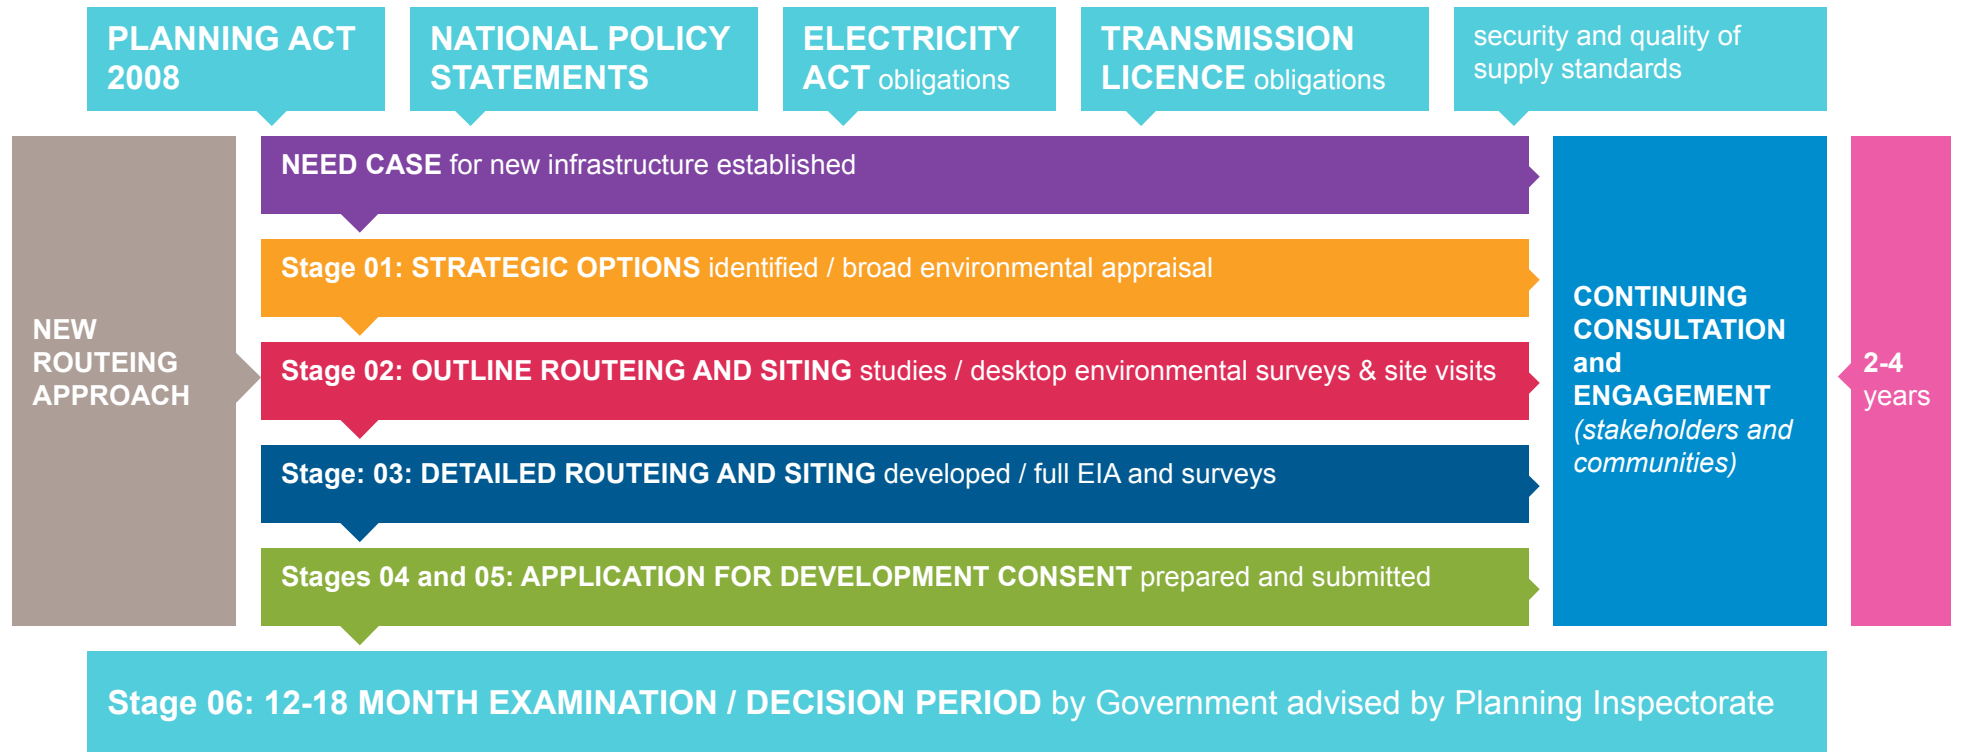 PLANNING ACT
2008
NATIONAL POLICY
STATEMENTS
ELECTRICITY
ACT obligations
TRANSMISSION
LICENCE obligations
security and quality of
supply standards
NEW
ROUTEING
APPROACH
NEED CASE for new infrastructure established
Stage 01: STRATEGIC OPTIONS identified / broad environmental appraisal
Stage 02: OUTLINE ROUTEING AND SITING studies / desktop environmental surveys & site visits
Stage: 03: DETAILED ROUTEING AND SITING developed / full EIA and surveys
Stages 04 and 05: APPLICATION FOR DEVELOPMENT CONSENT prepared and submitted
CONTINUING
CONSULTATION
and
ENGAGEMENT
(stakeholders and
communities)
2-4
years
Stage 06: 12-18 MONTH EXAMINATION / DECISION PERIOD by Government advised by Planning Inspectorate